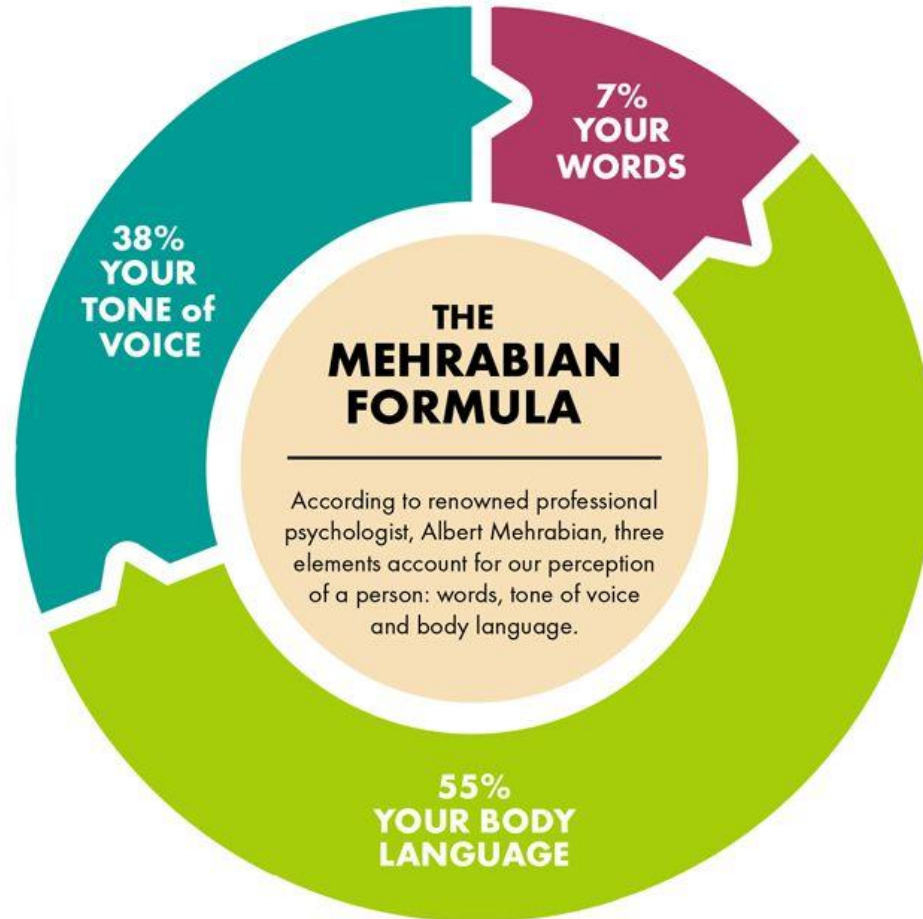 7%
YOUR
WORDS
38%
YOUR
TONE of
VOICE
THE
MEHRABIAN
FORMULA
According to renowned professional
psychologist, Albert Mehrabian, three
elements account for our perception
of a person: words, tone of voice
and body language.
55%
YOUR BODY
LANGUAGE